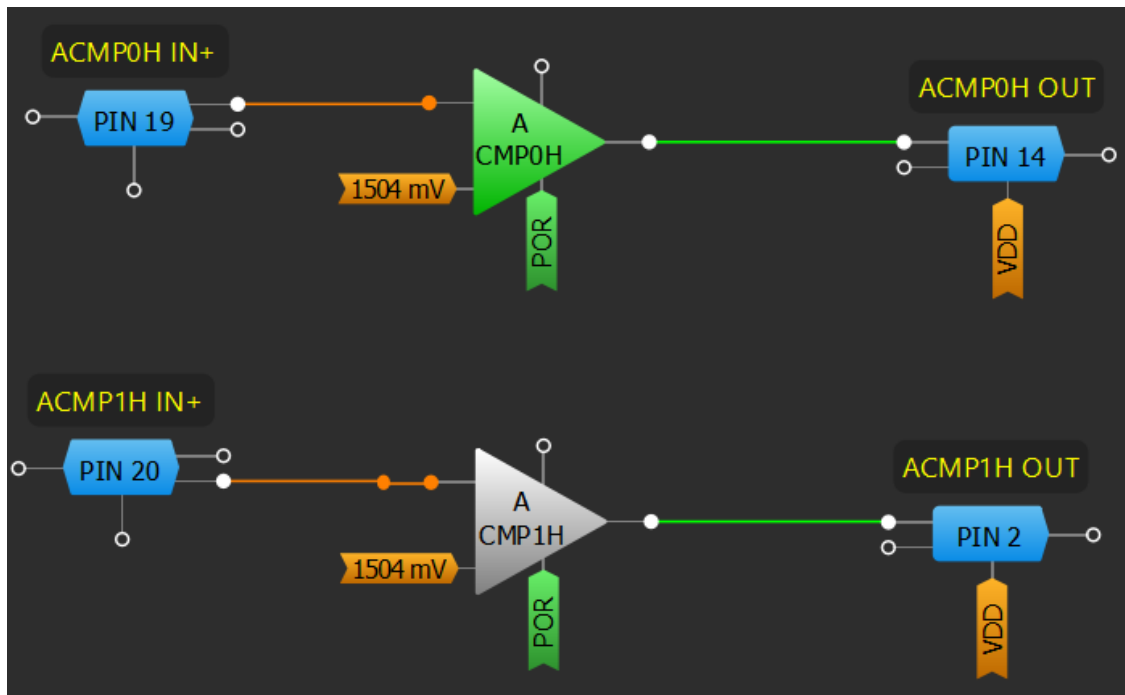 ACMP0H IN+
PIN 19
A
CMP0H
1504 mV
POR
ACMP0H OUT
PIN 14
VDD
ACMP1H IN+
PIN 20
A
CMP1H
1504 mV
POR
ACMP1H OUT
PIN 2
VDD